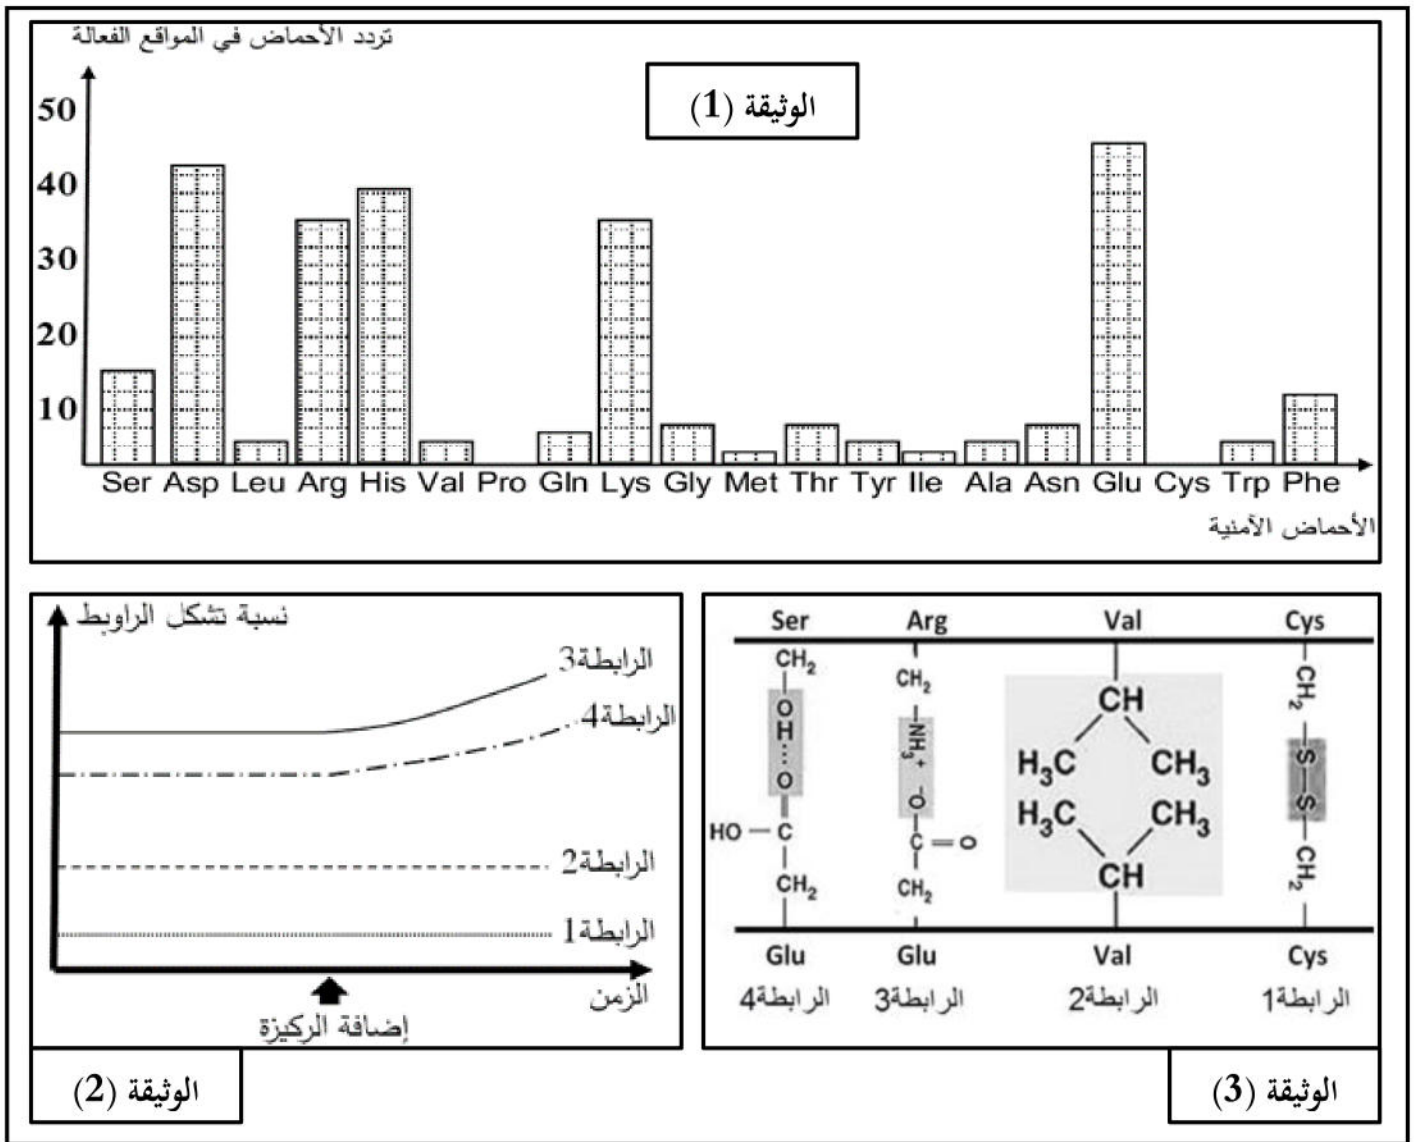 تردد الأحماض في المواقع الفعالة
الوثيقة (1)
50
40
30
20
10
Ser Asp Leu Arg His Val Pro Gln Lys Gly Met Thr Tyr Ile Ala Asn Glu Cys Trp Phe
الأحماض الآمنية
نسبة تشكل الراوبط
الرابطة3
الرابطة4
الرابطة2
الرابطة1
الزمن
إضافة الركيزة
الوثيقة (2)
Ser Arg Val Cys
CH2 CH2 CH CH2
O
H
O
NH3+
-O
H3C CH3
S
S
H3C CH3
HO C
C O
CH2 CH2 CH CH2
Glu Glu Val Cys
الرابطة4 الرابطة3 الرابطة2 الرابطة1
الوثيقة (3)